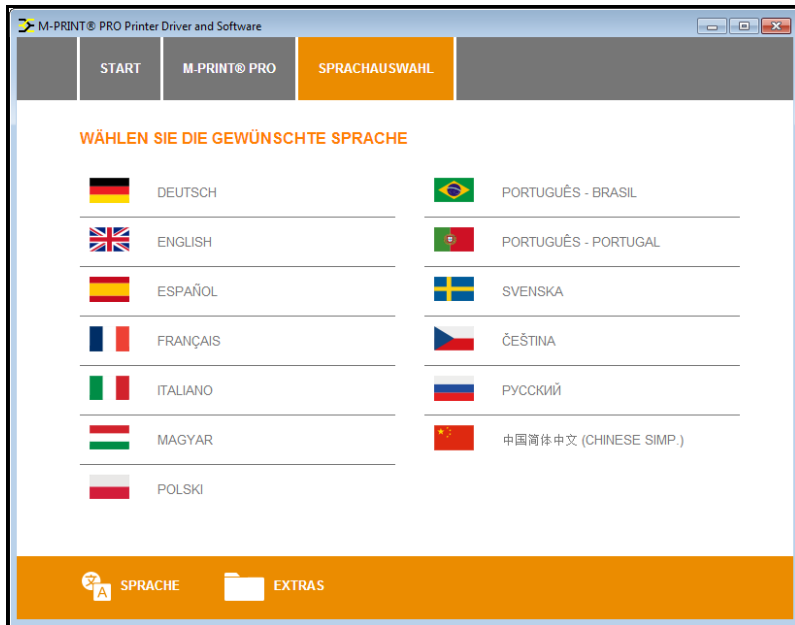 M-PRINT® PRO Printer Driver and Software
START
M-PRINT® PRO
SPRACHAUSWAHL
WÄHLEN SIE DIE GEWÜNSCHTE SPRACHE
DEUTSCH
ENGLISH
ESPAÑOL
FRANÇAIS
ITALIANO
MAGYAR
POLSKI
PORTUGUÊS - BRASIL
PORTUGUÊS - PORTUGAL
SVENSKA
ČEŠTINA
РУССКИЙ
中国简体中文 (CHINESE SIMP.)
SPRACHE
EXTRAS